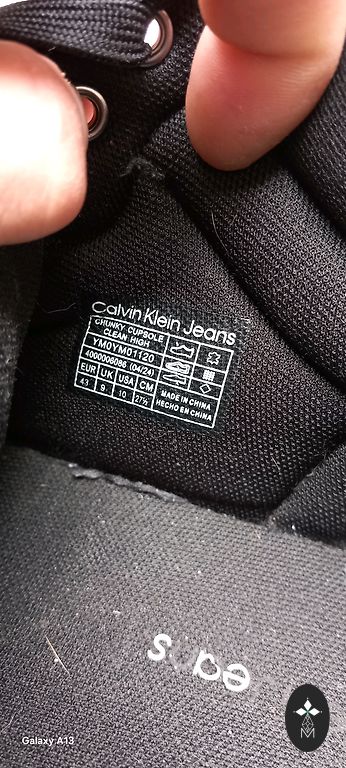 Calvin Klein Jeans
CHUNKY CUPSOLE
CLEAN HIGH
YM0YM01120
4000006086 (04/24)
EUR UK USA CM
43 9 10 27½
MADE IN CHINA
HECHO EN CHINA
Galaxy A13
M